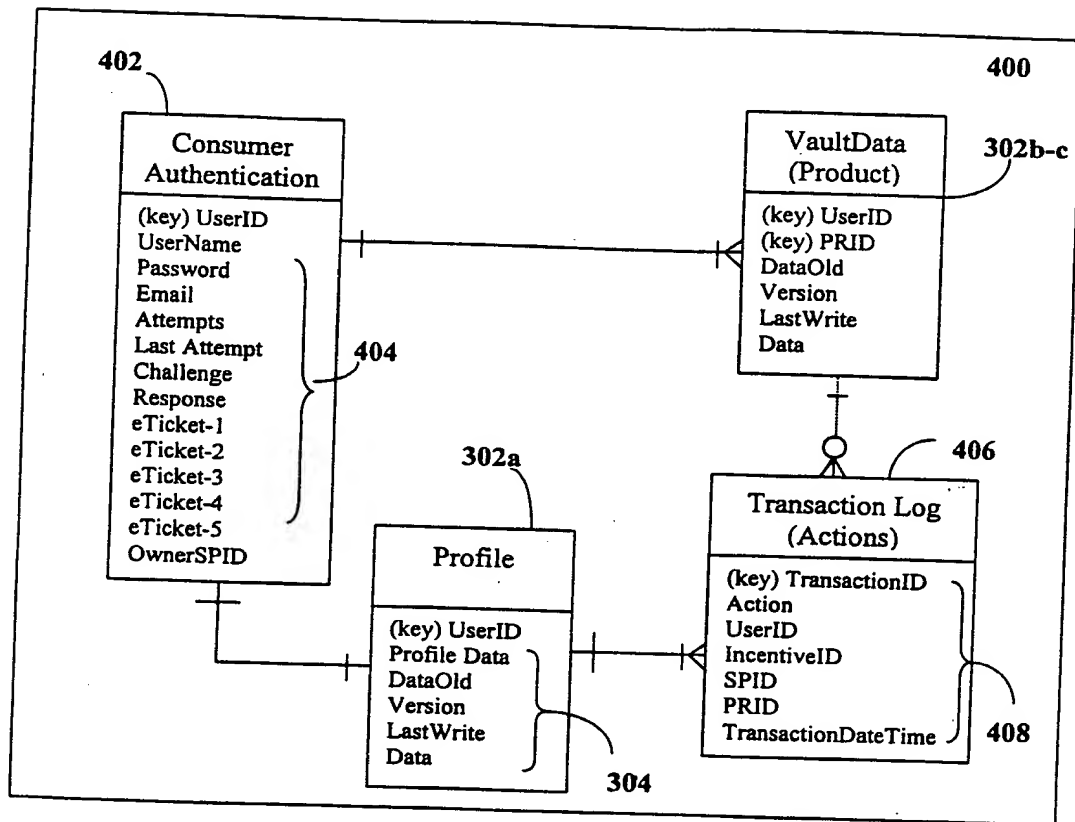 402
400
Consumer
Authentication
(key) UserID
UserName
Password
Email
Attempts
Last Attempt
Challenge
Response
eTicket-1
eTicket-2
eTicket-3
eTicket-4
eTicket-5
OwnerSPID
404
VaultData
(Product)
302b-c
(key) UserID
(key) PRID
DataOld
Version
LastWrite
Data
302a
Profile
(key) UserID
Profile Data
DataOld
Version
LastWrite
Data
304
406
Transaction Log
(Actions)
(key) TransactionID
Action
UserID
IncentiveID
SPID
PRID
TransactionDateTime
408